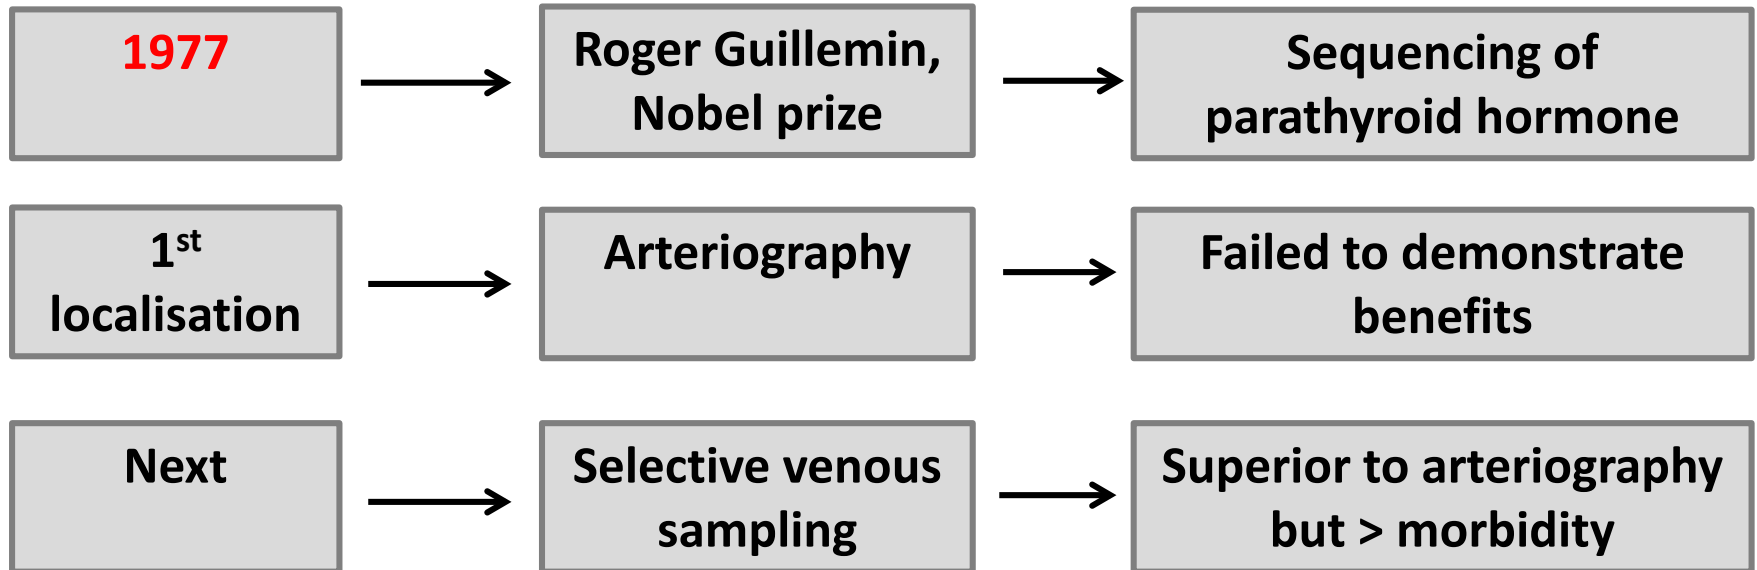 1977
Roger Guillemin,
Nobel prize
Sequencing of
parathyroid hormone
1st
localisation
Arteriography
Failed to demonstrate
benefits
Next
Selective venous
sampling
Superior to arteriography
but > morbidity